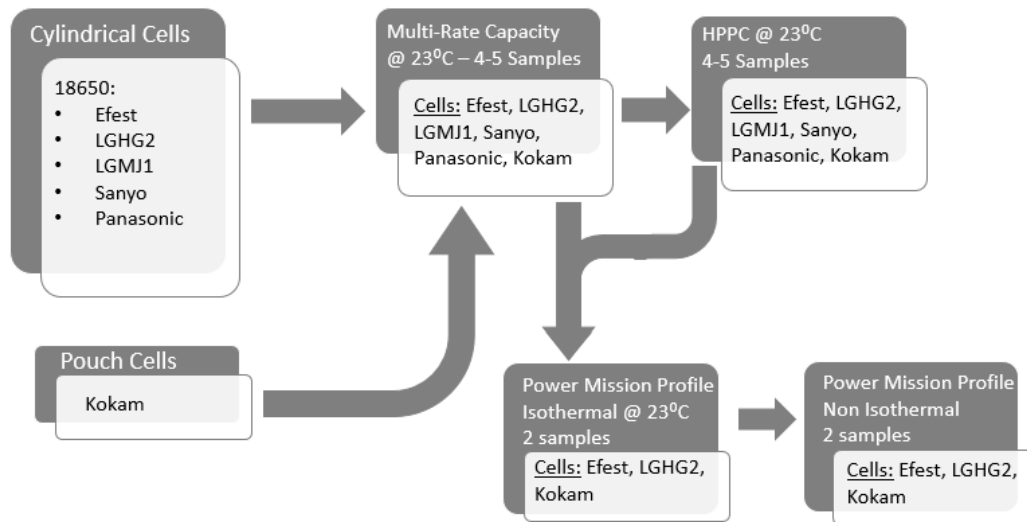 Cylindrical Cells
18650:
• Efest
• LGHG2
• LGMJ1
• Sanyo
• Panasonic
Multi-Rate Capacity
@ 23⁰C – 4-5 Samples
Cells: Efest, LGHG2,
LGMJ1, Sanyo,
Panasonic, Kokam
HPPC @ 23⁰C
4-5 Samples
Cells: Efest, LGHG2,
LGMJ1, Sanyo,
Panasonic, Kokam
Pouch Cells
Kokam
Power Mission Profile
Isothermal @ 23⁰C
2 samples
Cells: Efest, LGHG2,
Kokam
Power Mission Profile
Non Isothermal
2 samples
Cells: Efest, LGHG2,
Kokam